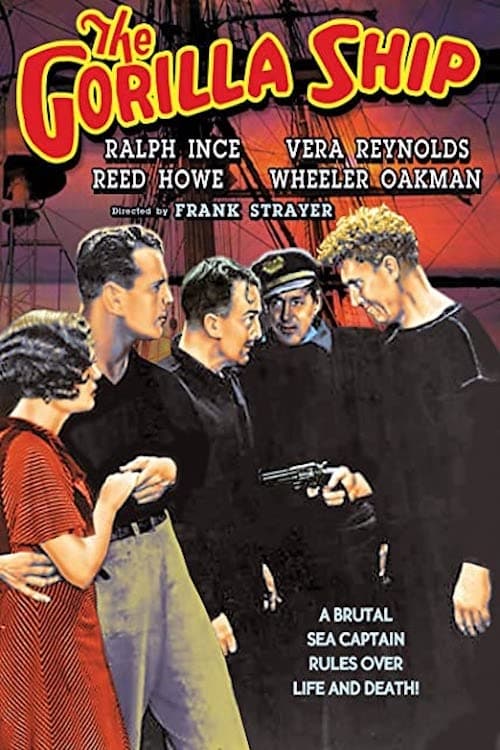 The
GORILLA SHIP
RALPH INCE VERA REYNOLDS
REED HOWE WHEELER OAKMAN
Directed by FRANK STRAYER
A BRUTAL
SEA CAPTAIN
RULES OVER
LIFE AND DEATH!